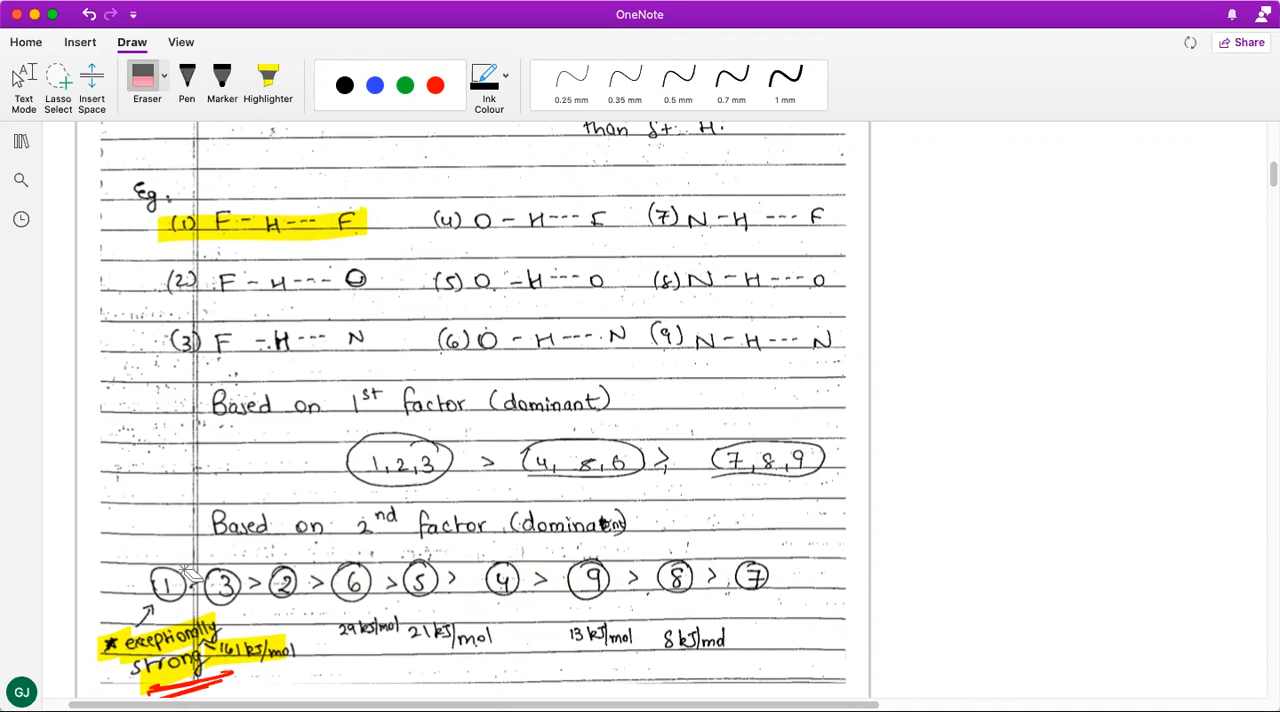 OneNote
Home Insert Draw View Share
Text Mode Lasso Select Insert Space Eraser Pen Marker Highlighter Ink Colour 0.25 mm 0.35 mm 0.5 mm 0.7 mm 1 mm
than δ+ H.
Eg.
(1) F - H --- F (4) O - H --- F (7) N - H --- F
(2) F - H --- O (5) O - H --- O (8) N - H --- O
(3) F - H --- N (6) O - H --- N (9) N - H --- N
Based on 1st factor (dominant)
1,2,3 > 4, 5, 6 > 7, 8, 9
Based on 2nd factor (dominant)
1 3 > 2 > 6 > 5 > 4 > 9 > 8 > 7
29 kJ/mol 21 kJ/mol 13 kJ/mol 8 kJ/mol
* exceptionally
strong ~ 161 kJ/mol
GJ